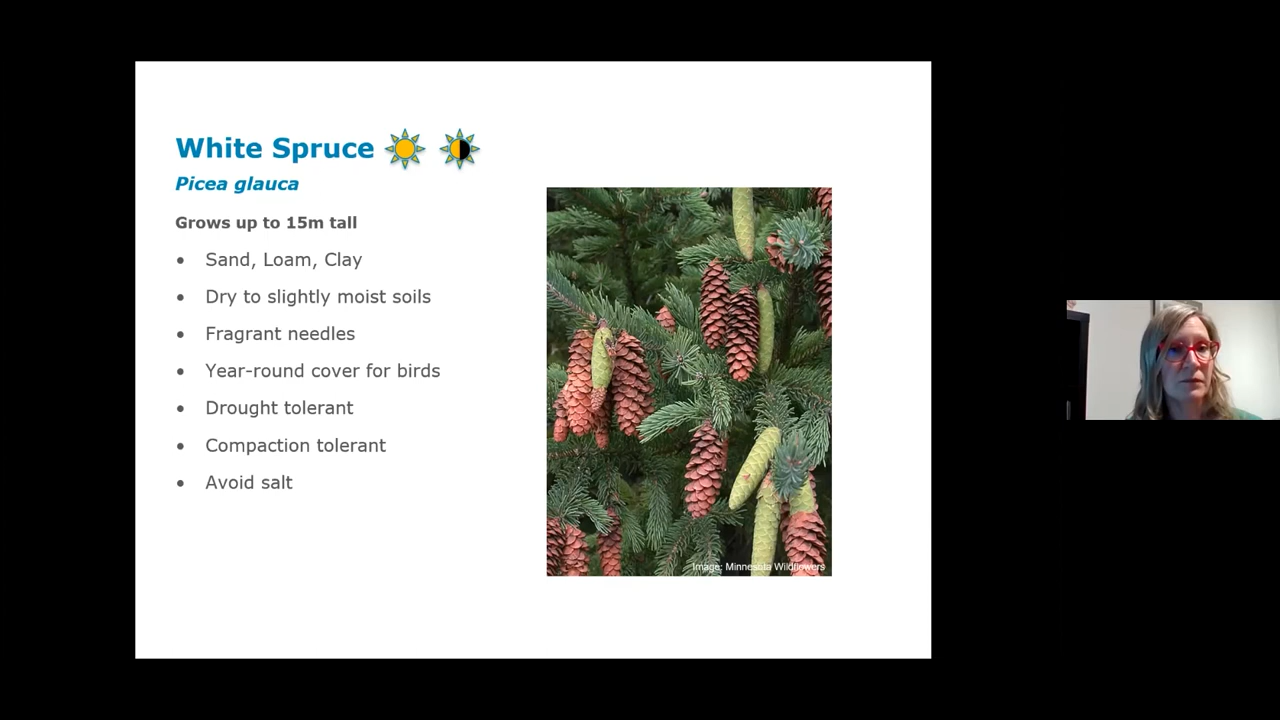 White Spruce
Picea glauca
Grows up to 15m tall
• Sand, Loam, Clay
• Dry to slightly moist soils
• Fragrant needles
• Year-round cover for birds
• Drought tolerant
• Compaction tolerant
• Avoid salt
Image: Minnesota Wildflowers